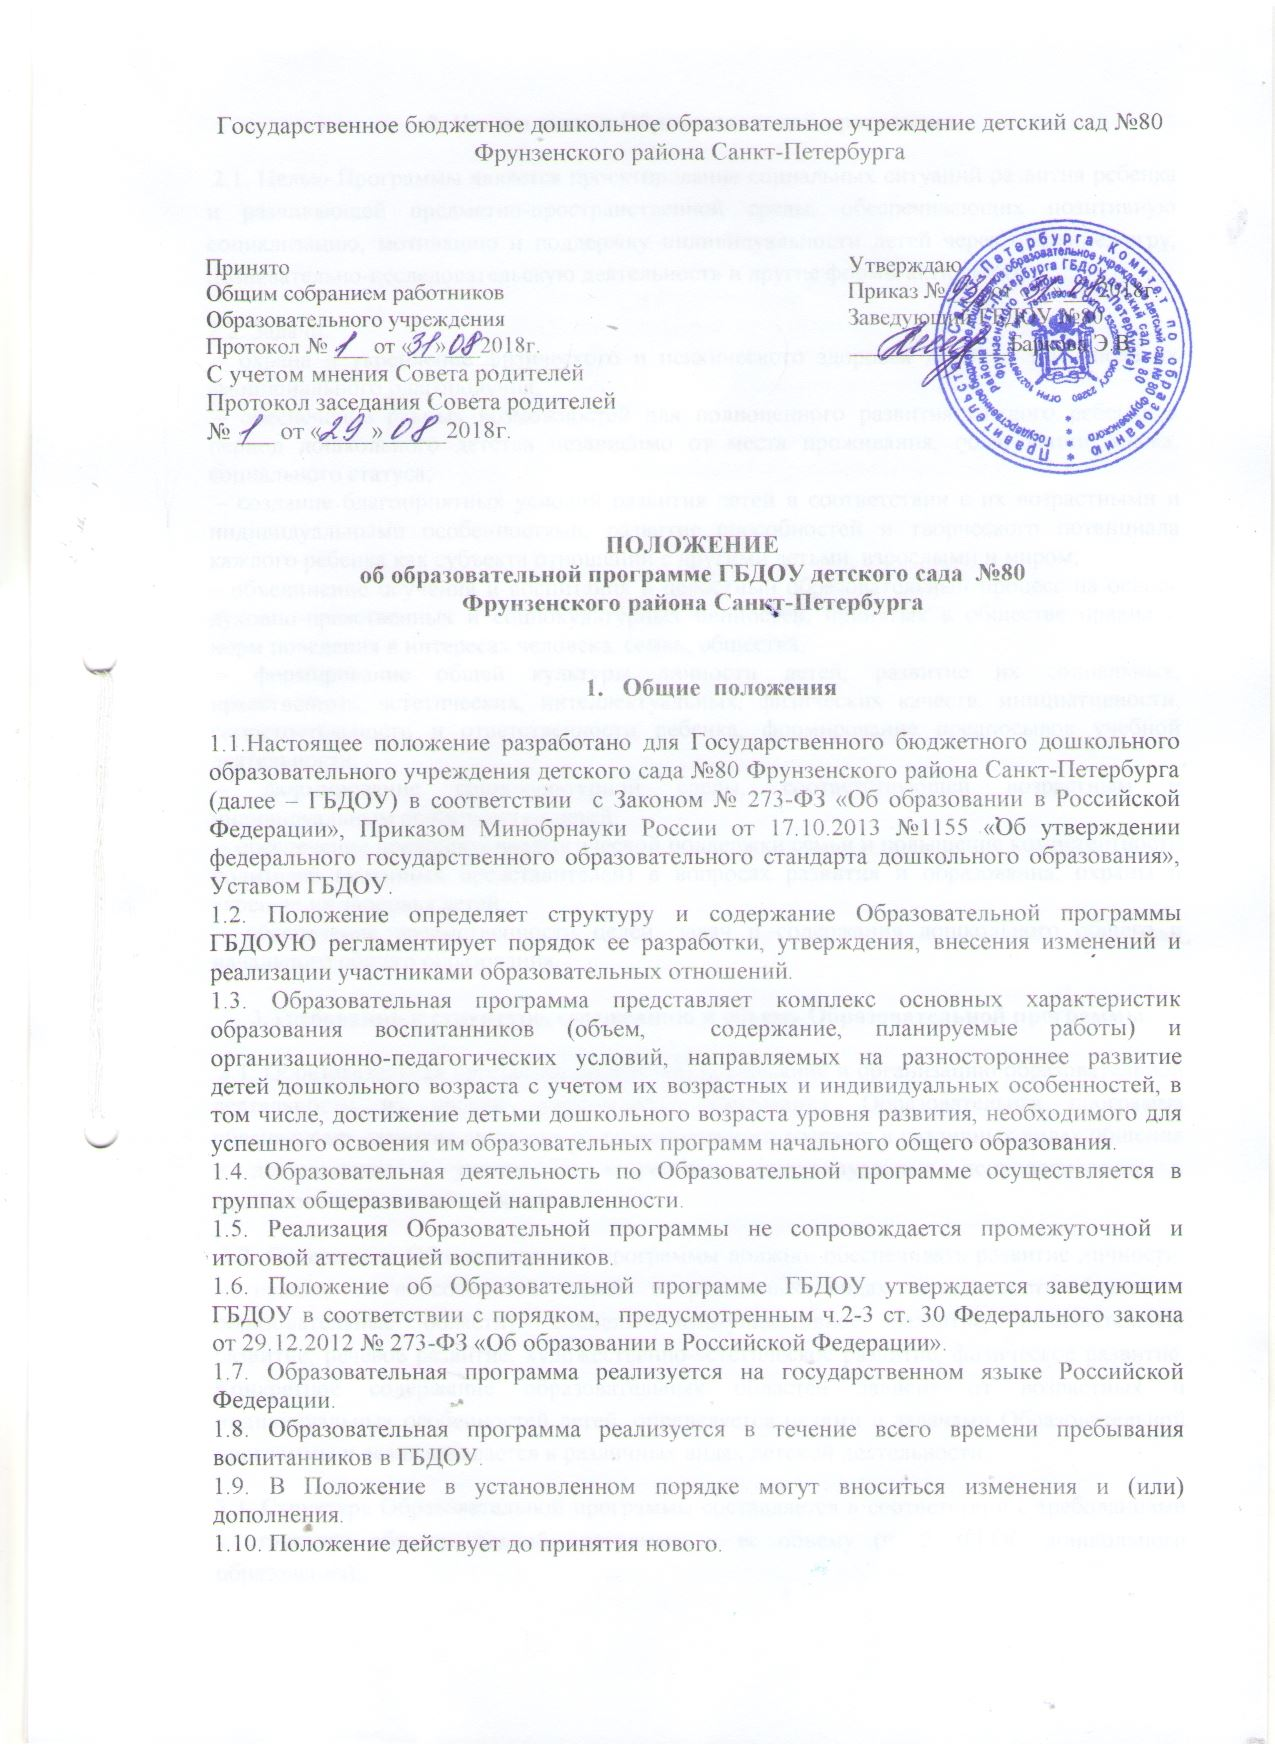 Государственное бюджетное дошкольное образовательное учреждение детский сад №80
Фрунзенского района Санкт-Петербурга
Принято
Общим собранием работников
Образовательного учреждения
Протокол № 1 от «31» 08 2018г.
С учетом мнения Совета родителей
Протокол заседания Совета родителей
№ 1 от «29» 08 2018г.
Утверждаю
Приказ №
Заведующий ГБДОУ №80
Баркова Э.В.
ПОЛОЖЕНИЕ
об образовательной программе ГБДОУ детского сада №80
Фрунзенского района Санкт-Петербурга
1. Общие положения
1.1.Настоящее положение разработано для Государственного бюджетного дошкольного
образовательного учреждения детского сада №80 Фрунзенского района Санкт-Петербурга
(далее – ГБДОУ) в соответствии с Законом № 273-ФЗ «Об образовании в Российской
Федерации», Приказом Минобрнауки России от 17.10.2013 №1155 «Об утверждении
федерального государственного образовательного стандарта дошкольного образования»,
Уставом ГБДОУ.
1.2. Положение определяет структуру и содержание Образовательной программы
ГБДОУЮ регламентирует порядок ее разработки, утверждения, внесения изменений и
реализации участниками образовательных отношений.
1.3. Образовательная программа представляет комплекс основных характеристик
образования воспитанников (объем, содержание, планируемые работы) и
организационно-педагогических условий, направляемых на разностороннее развитие
детей дошкольного возраста с учетом их возрастных и индивидуальных особенностей, в
том числе, достижение детьми дошкольного возраста уровня развития, необходимого для
успешного освоения им образовательных программ начального общего образования.
1.4. Образовательная деятельность по Образовательной программе осуществляется в
группах общеразвивающей направленности.
1.5. Реализация Образовательной программы не сопровождается промежуточной и
итоговой аттестацией воспитанников.
1.6. Положение об Образовательной программе ГБДОУ утверждается заведующим
ГБДОУ в соответствии с порядком, предусмотренным ч.2-3 ст. 30 Федерального закона
от 29.12.2012 № 273-ФЗ «Об образовании в Российской Федерации».
1.7. Образовательная программа реализуется на государственном языке Российской
Федерации.
1.8. Образовательная программа реализуется в течение всего времени пребывания
воспитанников в ГБДОУ.
1.9. В Положение в установленном порядке могут вноситься изменения и (или)
дополнения.
1.10. Положение действует до принятия нового.